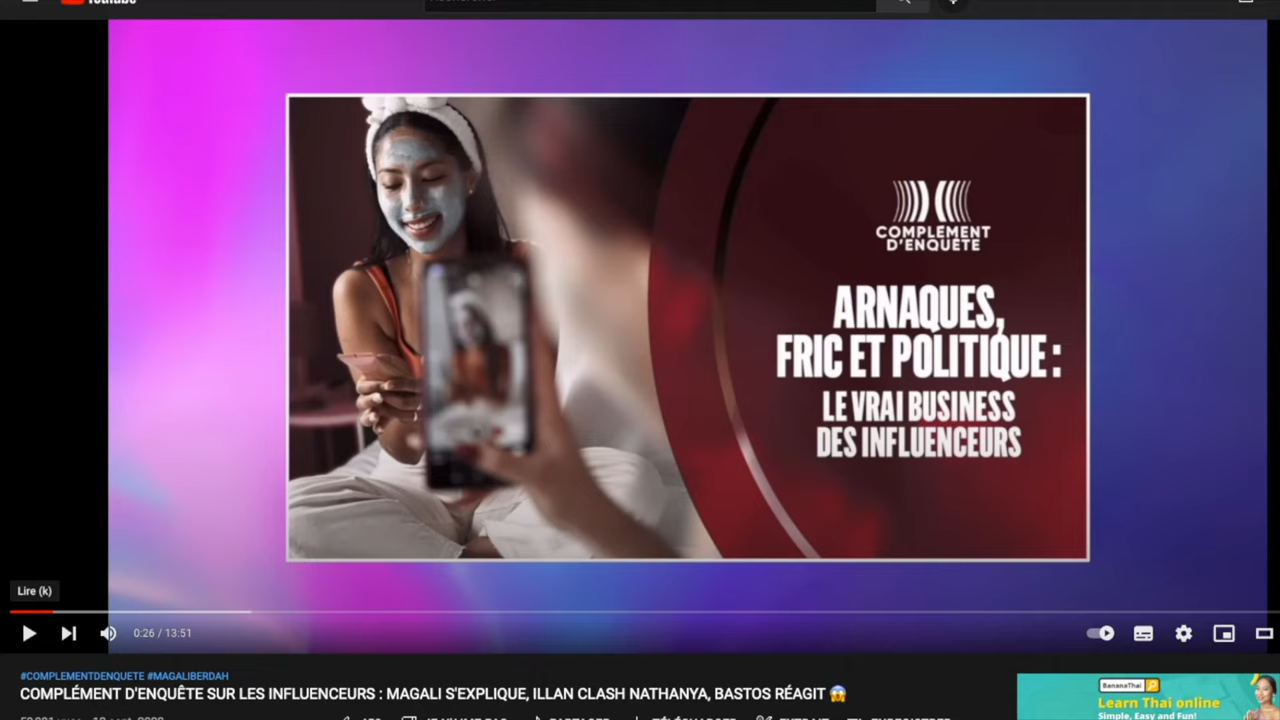 COMPLEMENT
D'ENQUÊTE
ARNAQUES,
FRIC ET POLITIQUE :
LE VRAI BUSINESS
DES INFLUENCEURS
Lire (k)
0:26 / 13:51
#COMPLEMENTDENQUETE #MAGALIBERDAH
COMPLÉMENT D'ENQUÊTE SUR LES INFLUENCEURS : MAGALI S'EXPLIQUE, ILLAN CLASH NATHANYA, BASTOS RÉAGIT 😱
BananaThai
Learn Thai online
Simple, Easy and Fun!